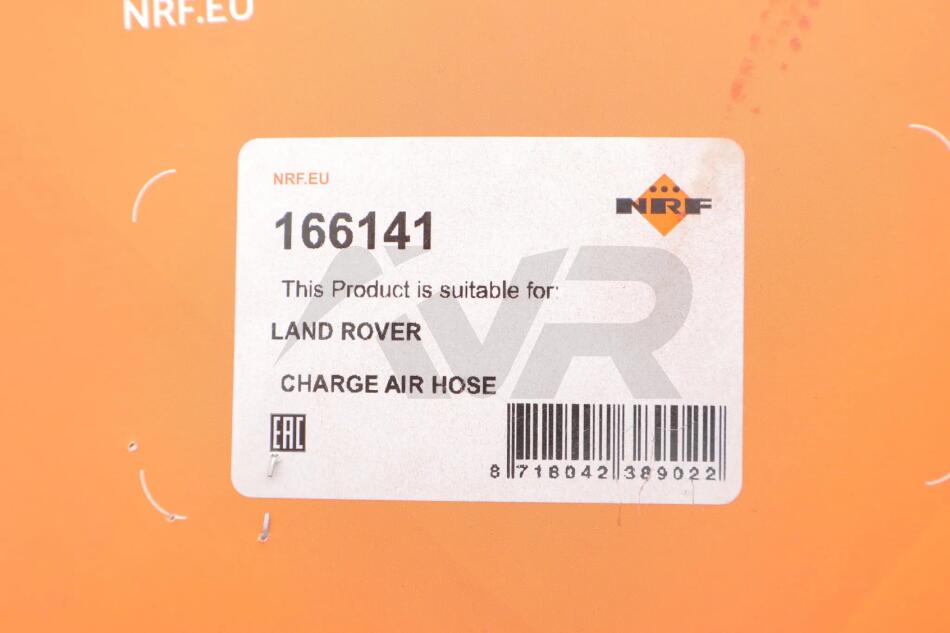 NRF.EU
NRF.EU
NRF
166141
This Product is suitable for:
LAND ROVER
CHARGE AIR HOSE
EAC
8 718042 389022
iVR